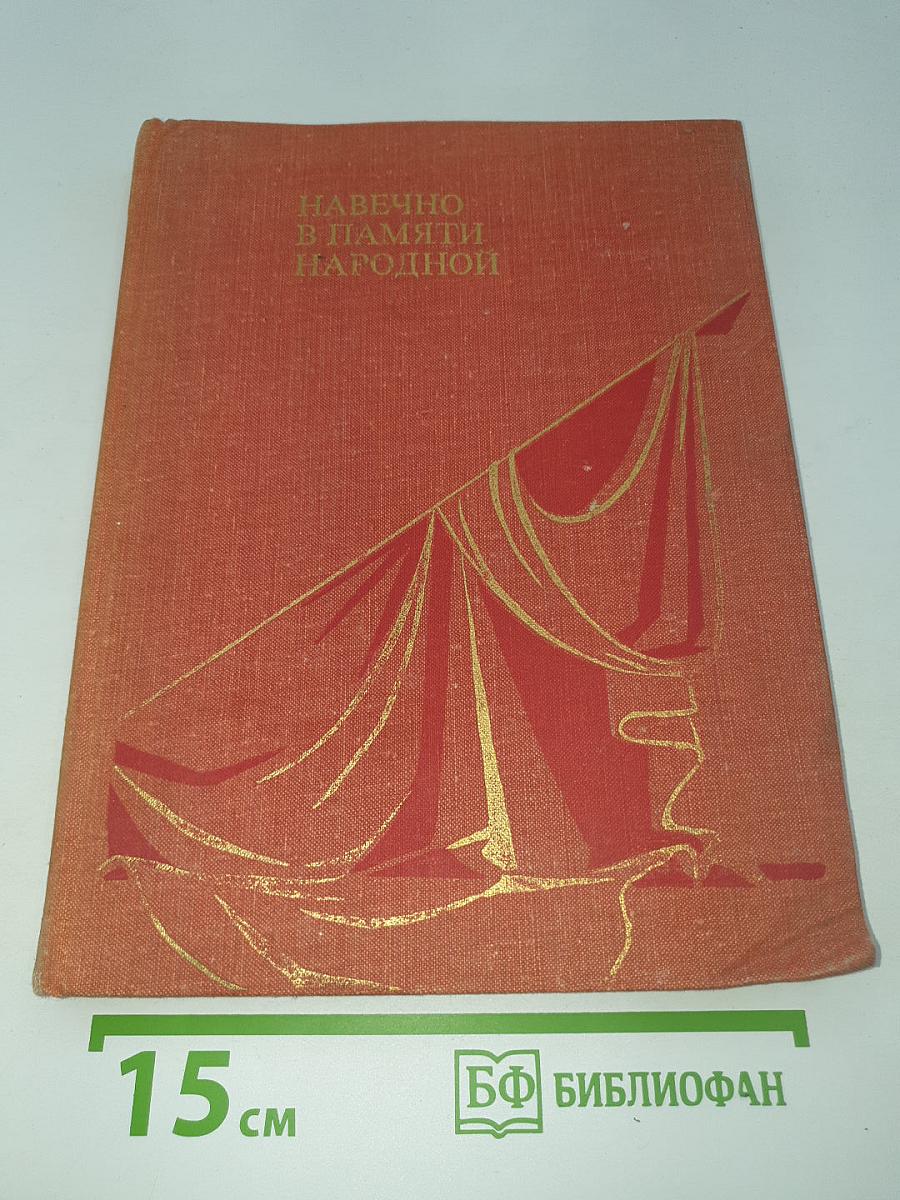 НАВЕЧНО
В ПАМЯТИ
НАРОДНОЙ
15 см
БФ БИБЛИОФАН